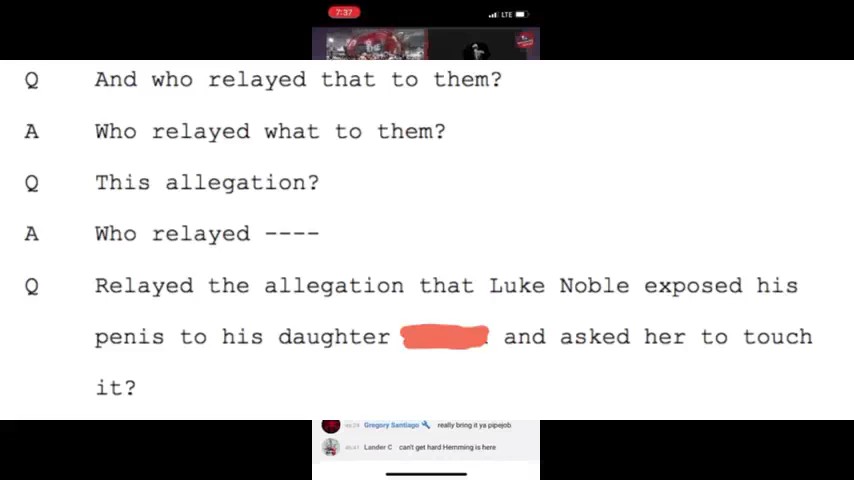 7:37
LTE
Q And who relayed that to them?
A Who relayed what to them?
Q This allegation?
A Who relayed ----
Q Relayed the allegation that Luke Noble exposed his
penis to his daughter and asked her to touch
it?
Gregory Santiago really bring it ya pipejob
Lander C can't get hard Hemming is here